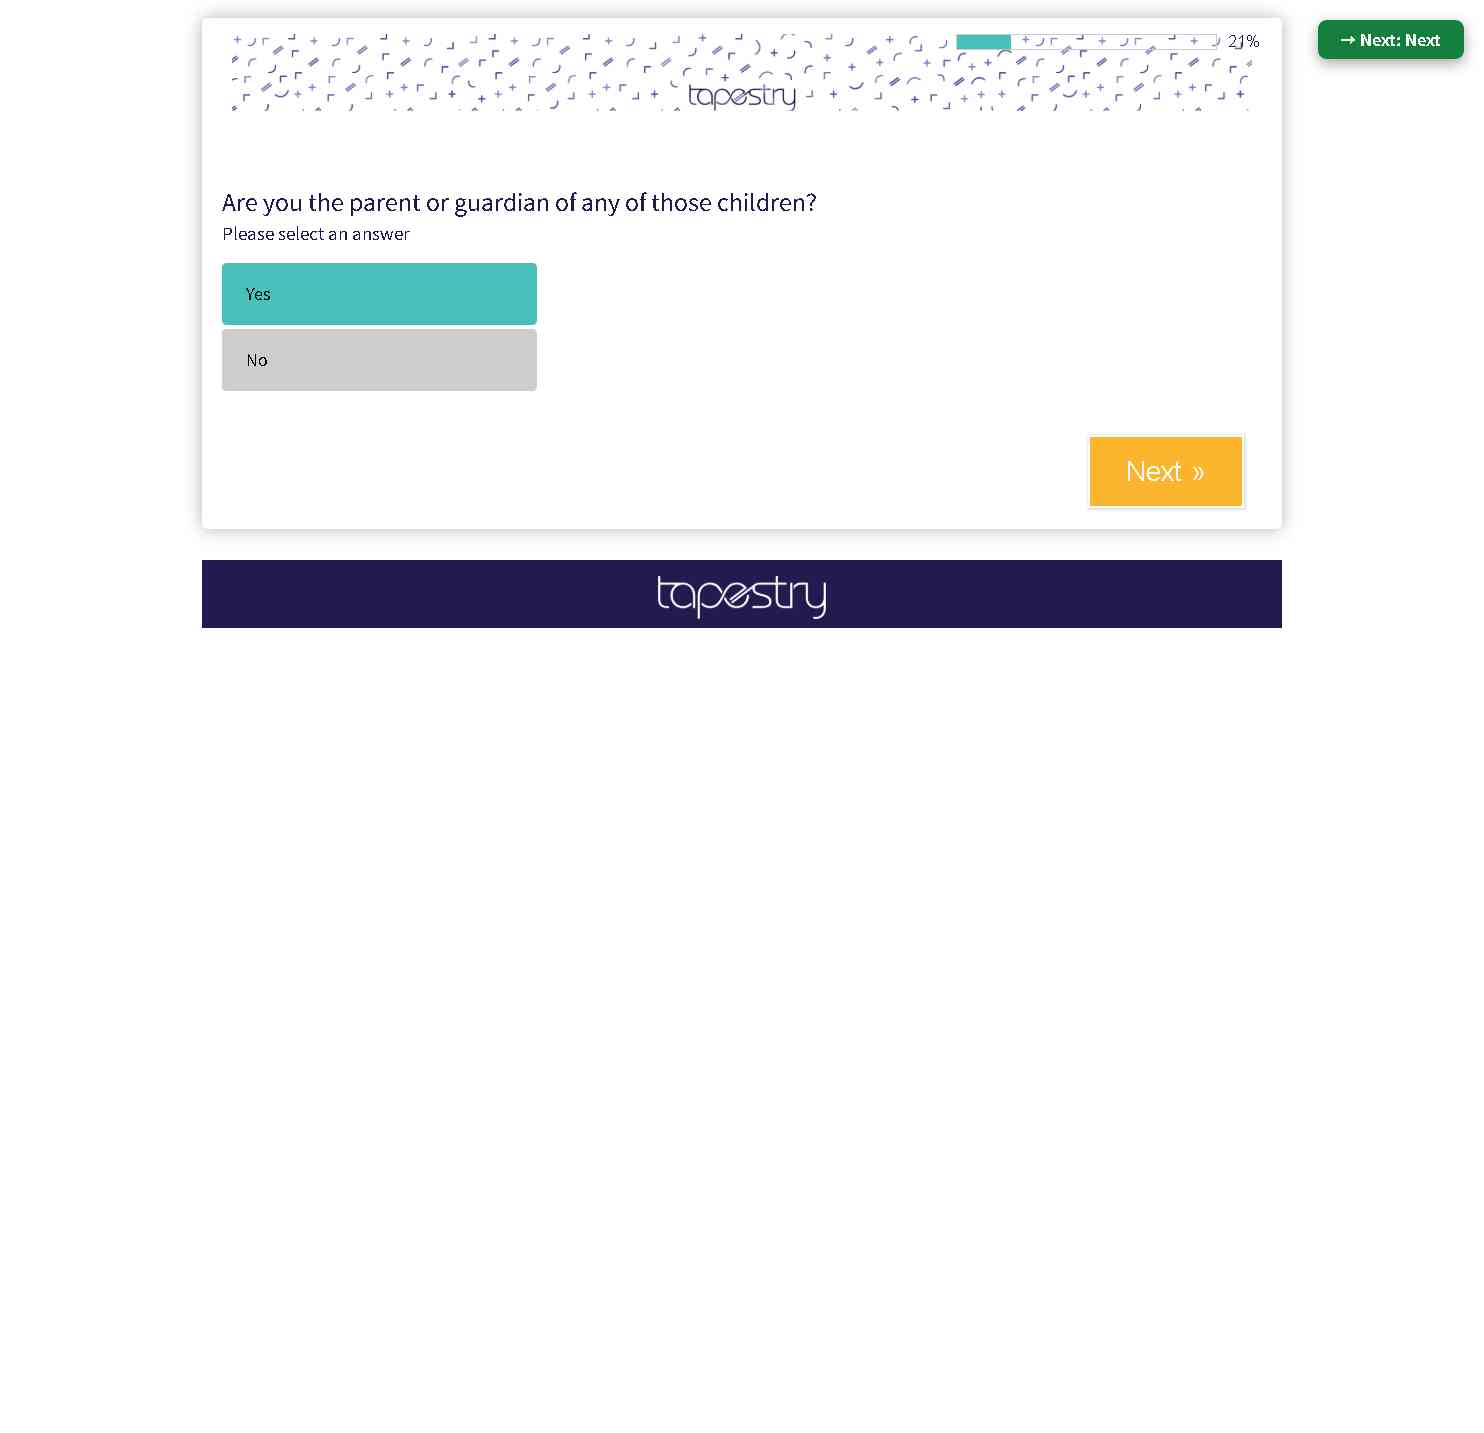 21%
→ Next: Next
tapestry
Are you the parent or guardian of any of those children?
Please select an answer
Yes
No
Next »
tapestry